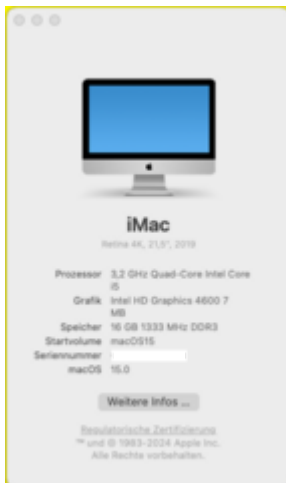 iMac
Retina 4K, 21,5", 2019
Prozessor 3,2 GHz Quad-Core Intel Core
i5
Grafik Intel HD Graphics 4600 7
MB
Speicher 16 GB 1333 MHz DDR3
Startvolume macOS15
Seriennummer
macOS 15.0
Weitere Infos ...
Regulatorische Zertifizierung
™ und © 1983-2024 Apple Inc.
Alle Rechte vorbehalten.